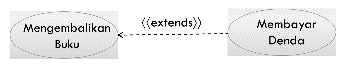 Mengembalikan
Buku
⟨⟨extends⟩⟩
Membayar
Denda